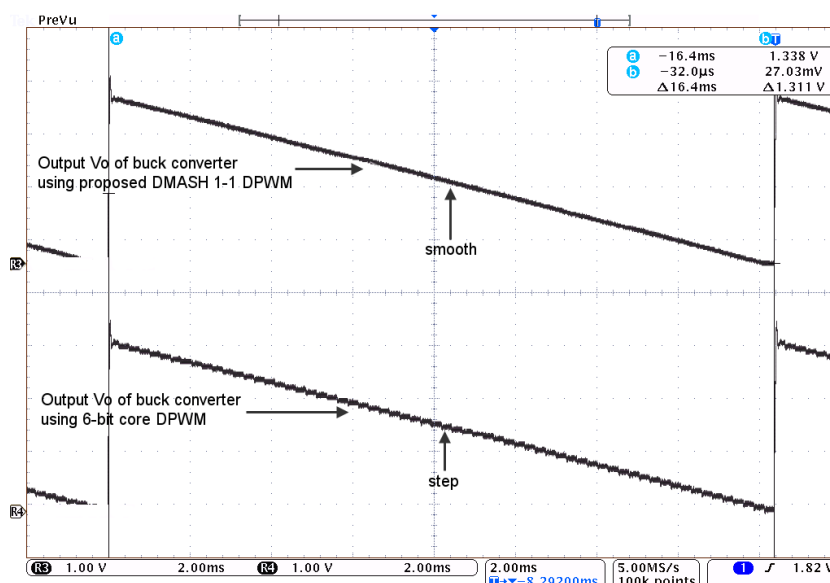 PreVu
a
b T
T
a −16.4ms 1.338 V
b −32.0µs 27.03mV
Δ16.4ms Δ1.311 V
Output Vo of buck converter
using proposed DMASH 1-1 DPWM
smooth
R3
Output Vo of buck converter
using 6-bit core DPWM
step
R4
R3 1.00 V 2.00ms R4 1.00 V 2.00ms 2.00ms 5.00MS/s 1 1.82 V
T→▼−8.29200ms 100k points